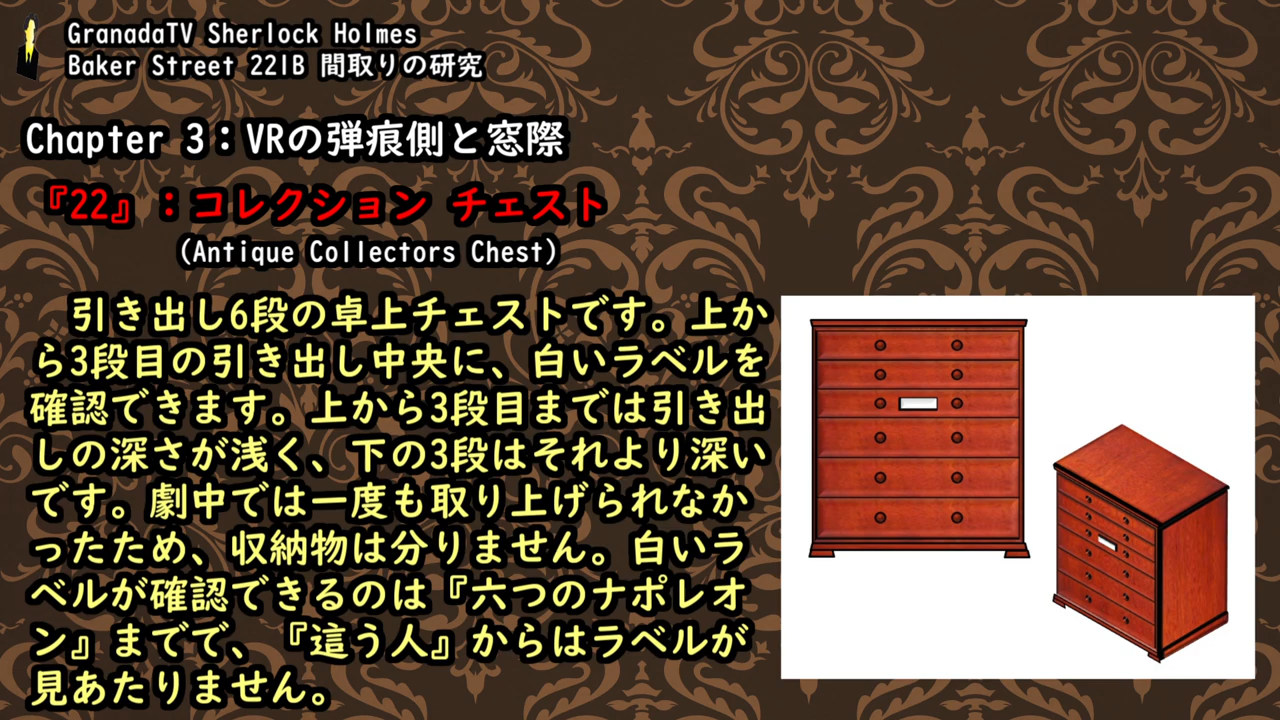 GranadaTV Sherlock Holmes
Baker Street 221B 間取りの研究
Chapter 3：VRの弾痕側と窓際
『22』：コレクション チェスト
(Antique Collectors Chest)
引き出し6段の卓上チェストです。上か
ら3段目の引き出し中央に、白いラベルを
確認できます。上から3段目までは引き出
しの深さが浅く、下の3段はそれより深い
です。劇中では一度も取り上げられなか
ったため、収納物は分りません。白いラ
ベルが確認できるのは『六つのナポレオ
ン』までで、『這う人』からはラベルが
見あたりません。